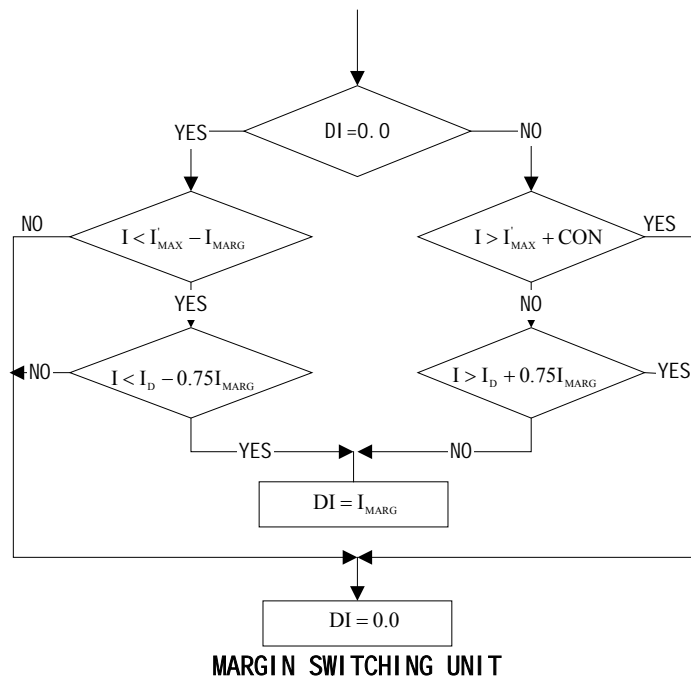 DI=0.0
YES
NO
NO
I < I'MAX − IMARG
I > I'MAX + CON
YES
YES
NO
NO
I < ID − 0.75IMARG
I > ID + 0.75IMARG
YES
YES
NO
DI = IMARG
DI = 0.0
MARGIN SWITCHING UNIT